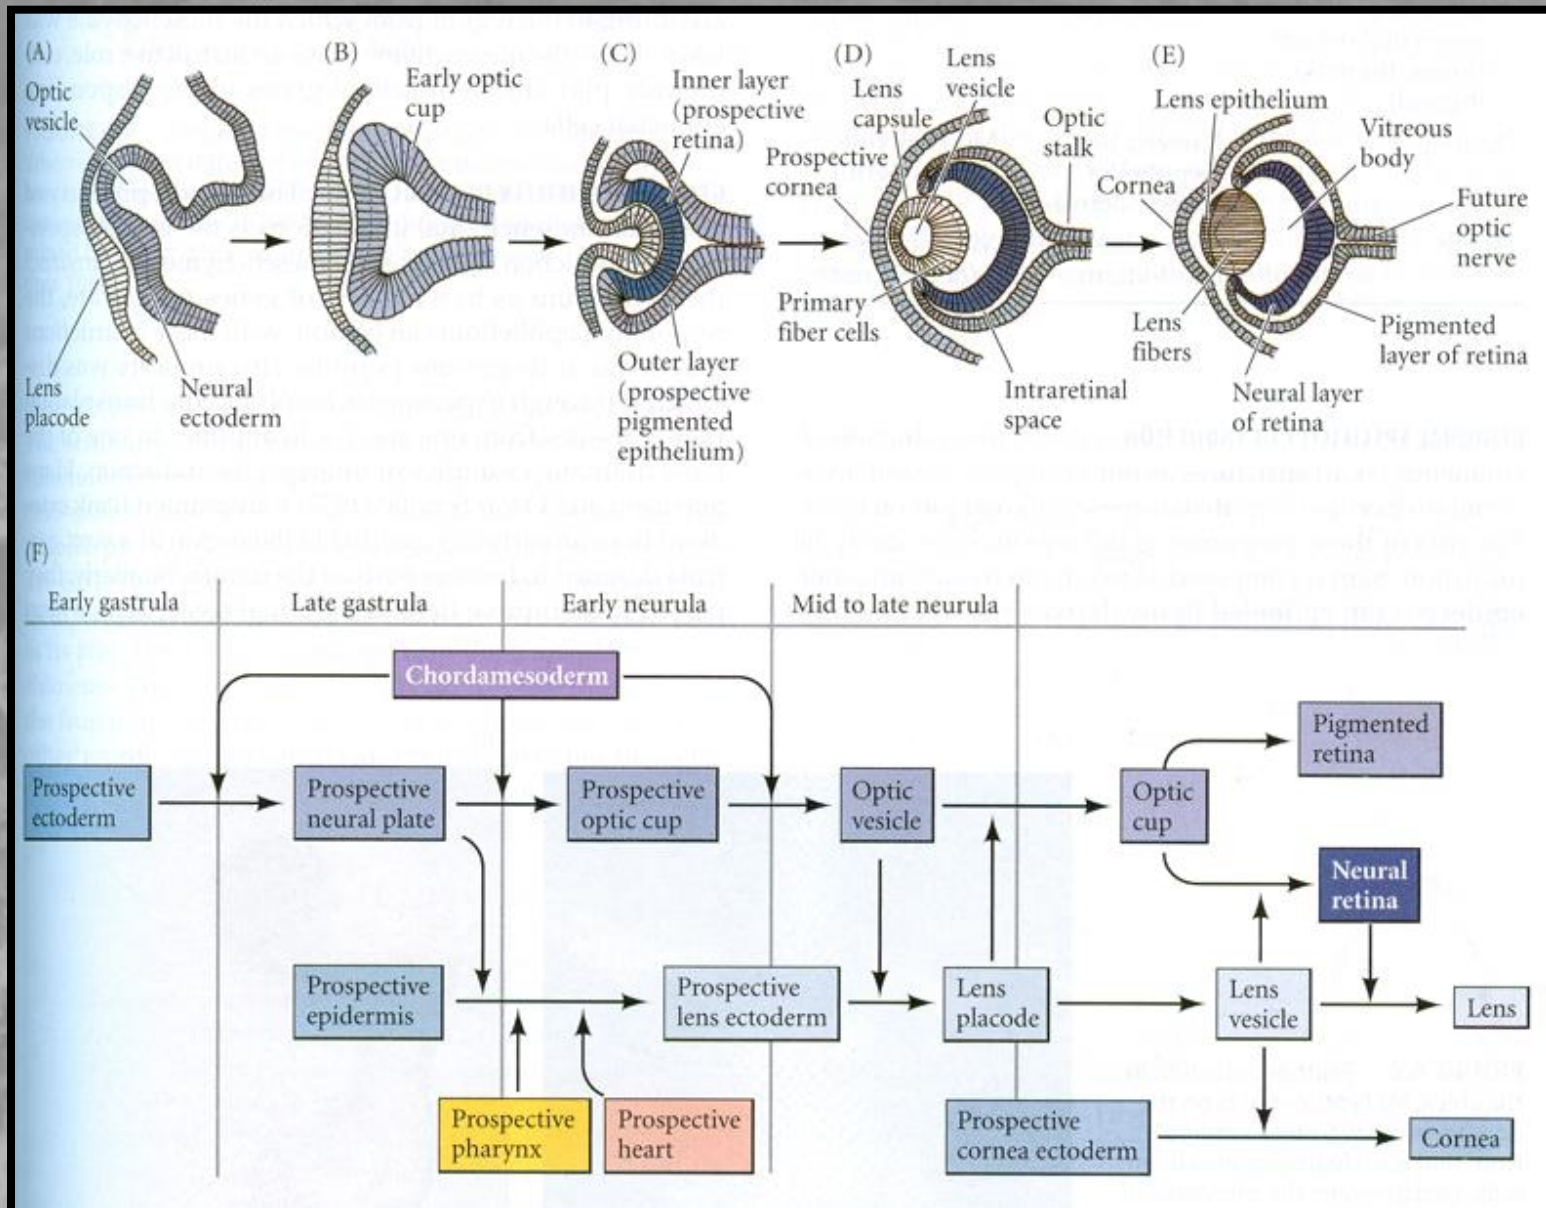 (A)
Optic
vesicle
Lens
placode
Neural
ectoderm
(B)
Early optic
cup
(C)
Inner layer
(prospective
retina)
Outer layer
(prospective
pigmented
epithelium)
(D)
Lens
capsule
Lens
vesicle
Prospective
cornea
Optic
stalk
Primary
fiber cells
Intraretinal
space
(E)
Lens epithelium
Vitreous
body
Cornea
Future
optic
nerve
Lens
fibers
Pigmented
layer of retina
Neural layer
of retina
(F)
Early gastrula
Late gastrula
Early neurula
Mid to late neurula
Chordamesoderm
Pigmented
retina
Prospective
ectoderm
Prospective
neural plate
Prospective
optic cup
Optic
vesicle
Optic
cup
Neural
retina
Prospective
epidermis
Prospective
lens ectoderm
Lens
placode
Lens
vesicle
Lens
Prospective
pharynx
Prospective
heart
Prospective
cornea ectoderm
Cornea